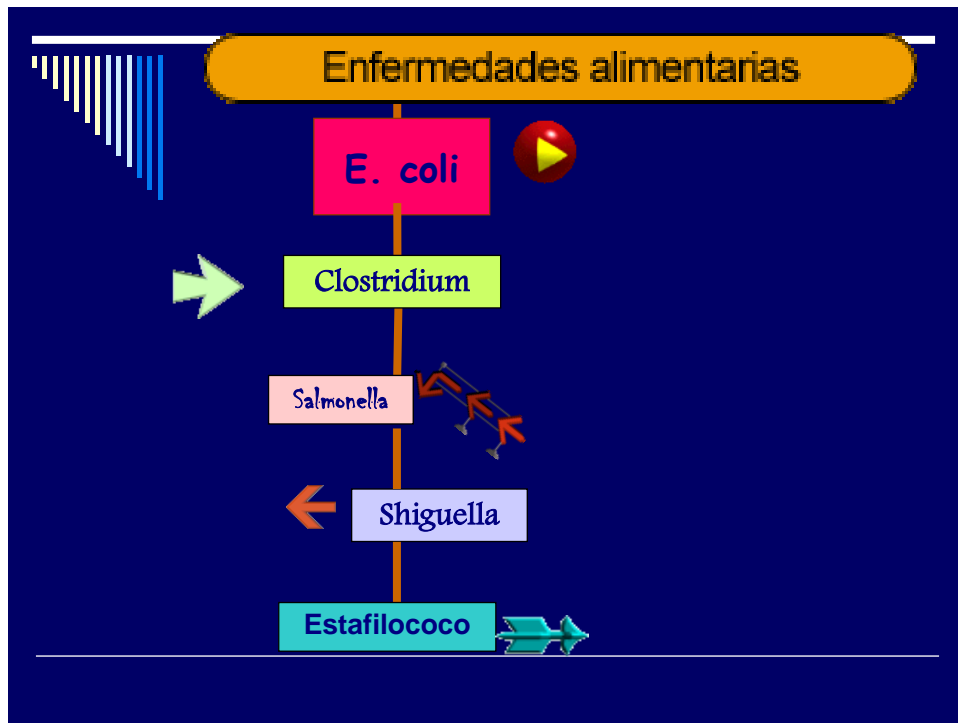 Enfermedades alimentarias
E. coli
Clostridium
Salmonella
Shiguella
Estafilococo